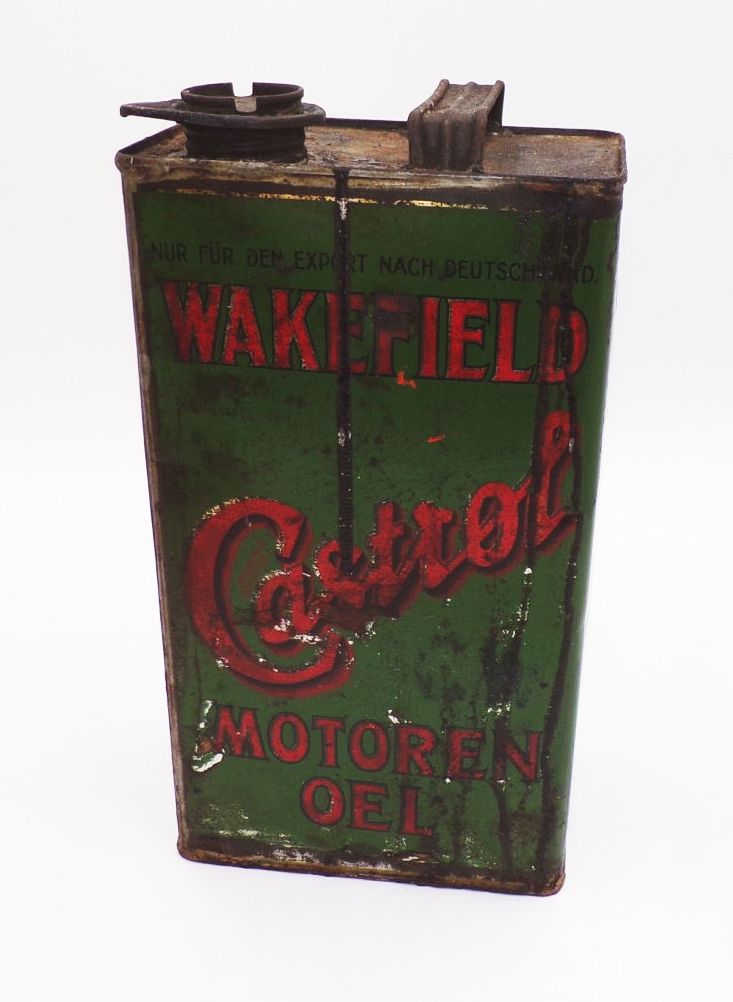 NUR FÜR DEN EXPORT NACH DEUTSCHLAND.
WAKEFIELD
Castrol
MOTOREN
OEL